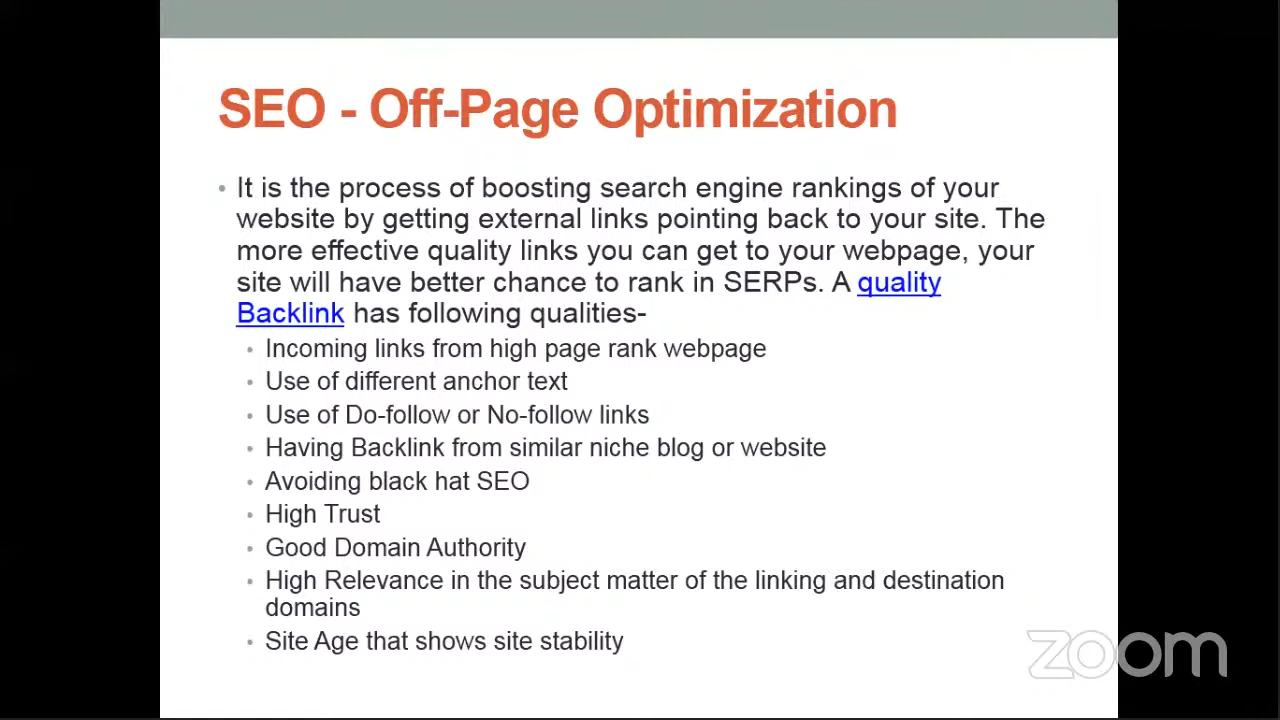 SEO - Off-Page Optimization
• It is the process of boosting search engine rankings of your
website by getting external links pointing back to your site. The
more effective quality links you can get to your webpage, your
site will have better chance to rank in SERPs. A quality
Backlink has following qualities-
• Incoming links from high page rank webpage
• Use of different anchor text
• Use of Do-follow or No-follow links
• Having Backlink from similar niche blog or website
• Avoiding black hat SEO
• High Trust
• Good Domain Authority
• High Relevance in the subject matter of the linking and destination
domains
• Site Age that shows site stability
zoom